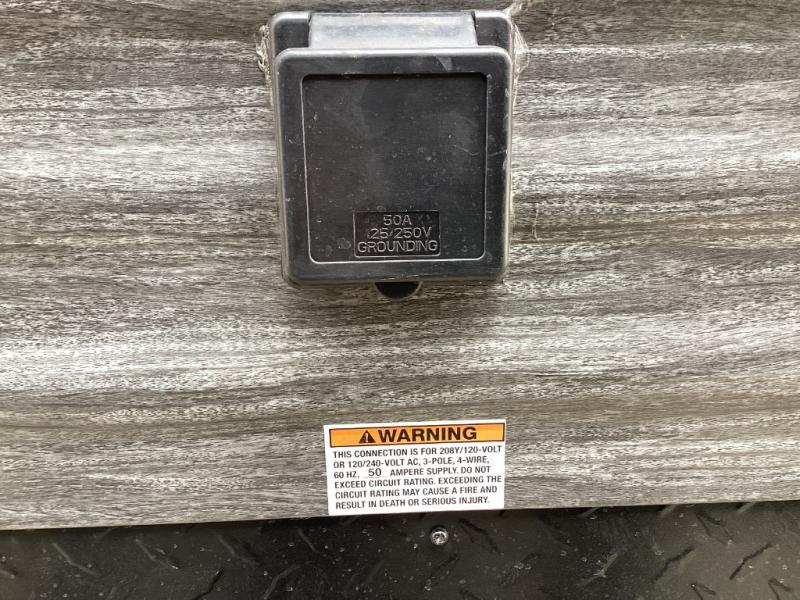 50A
125/250V
GROUNDING
WARNING
THIS CONNECTION IS FOR 208Y/120-VOLT
OR 120/240-VOLT AC, 3-POLE, 4-WIRE,
60 HZ, 50 AMPERE SUPPLY. DO NOT
EXCEED CIRCUIT RATING. EXCEEDING THE
CIRCUIT RATING MAY CAUSE A FIRE AND
RESULT IN DEATH OR SERIOUS INJURY.